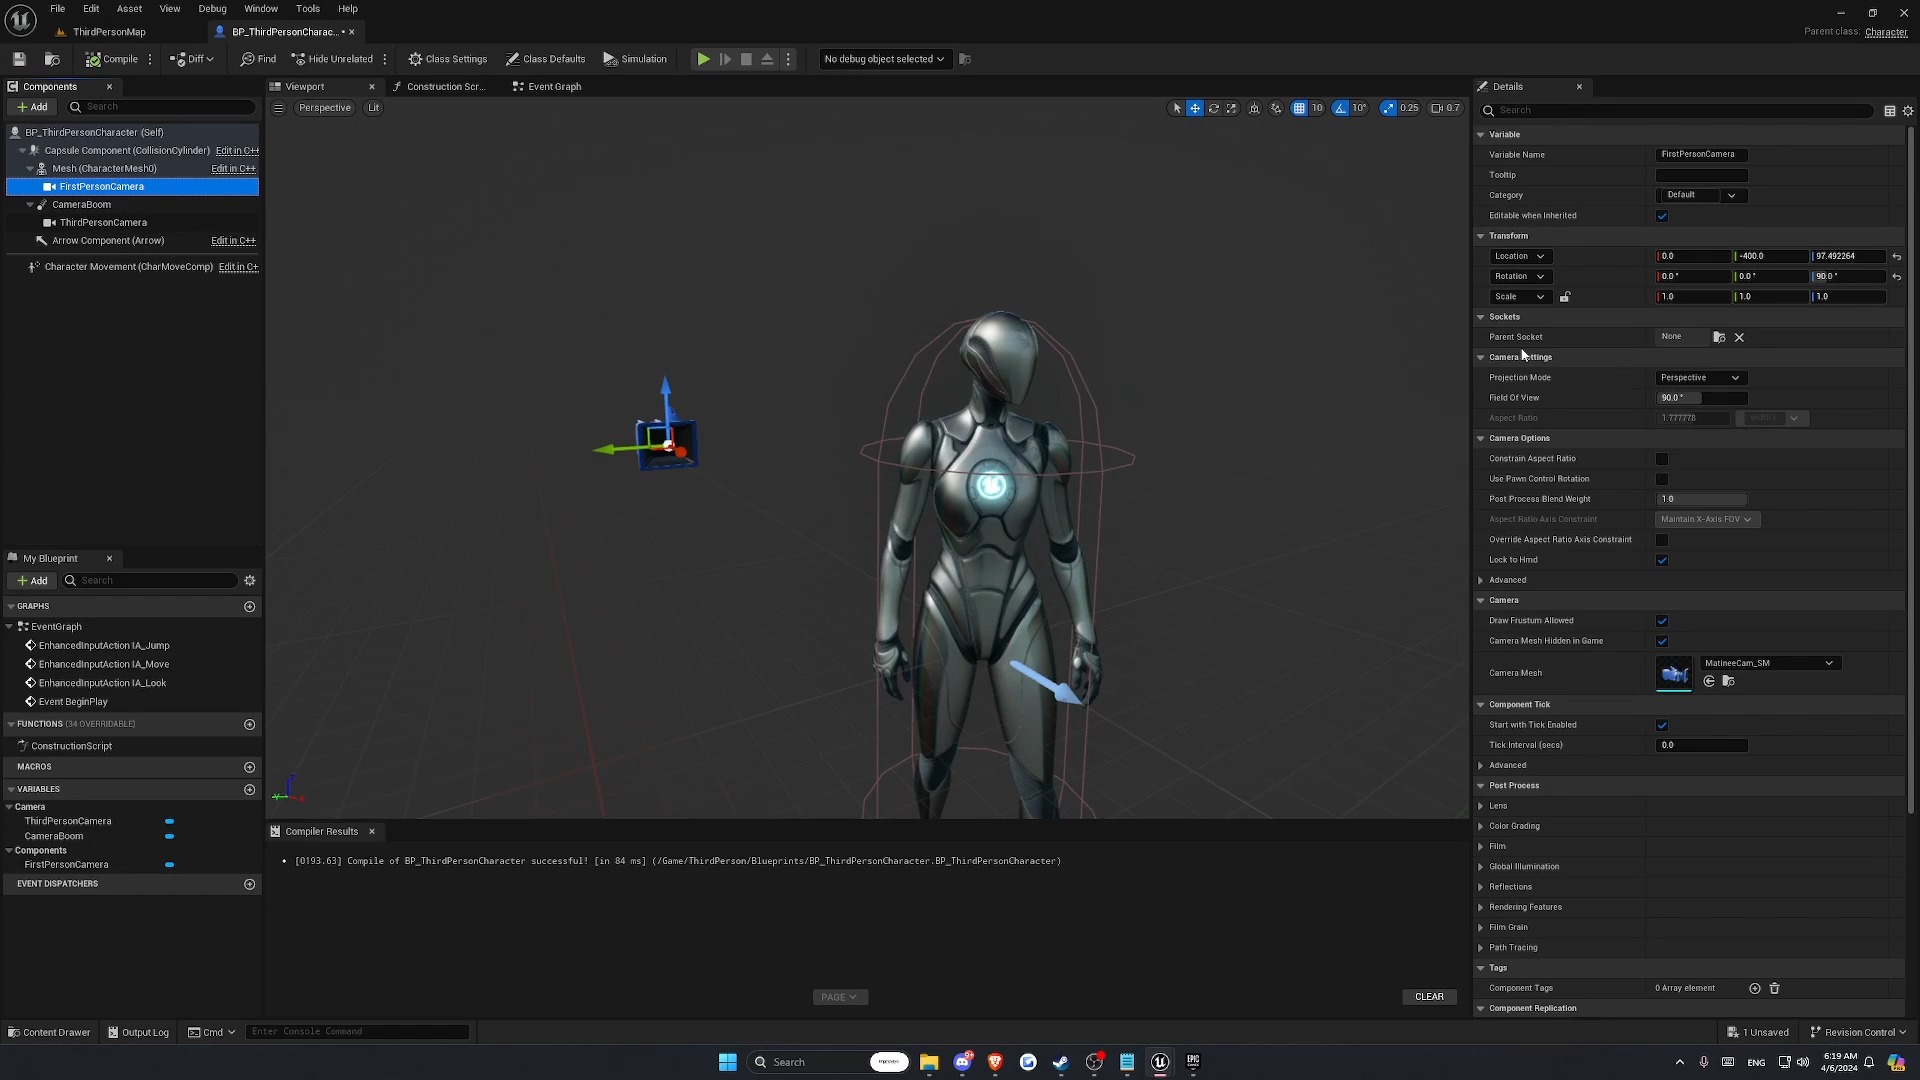 File Edit Asset View Debug Window Tools Help
ThirdPersonMap
BP_ThirdPersonCharac... •
Parent class: Character
Compile
Diff
Find
Hide Unrelated
Class Settings
Class Defaults
Simulation
No debug object selected
Components
Add
Search
BP_ThirdPersonCharacter (Self)
Capsule Component (CollisionCylinder) Edit in C++
Mesh (CharacterMesh0) Edit in C++
FirstPersonCamera
CameraBoom
ThirdPersonCamera
Arrow Component (Arrow) Edit in C++
Character Movement (CharMoveComp) Edit in C+
My Blueprint
Add
Search
GRAPHS
EventGraph
EnhancedInputAction IA_Jump
EnhancedInputAction IA_Move
EnhancedInputAction IA_Look
Event BeginPlay
FUNCTIONS (34 OVERRIDABLE)
ConstructionScript
MACROS
VARIABLES
Camera
ThirdPersonCamera
CameraBoom
Components
FirstPersonCamera
EVENT DISPATCHERS
Viewport
Construction Scr...
Event Graph
Perspective
Lit
10
10°
0.25
0.7
Compiler Results
• [0193.63] Compile of BP_ThirdPersonCharacter successful! [in 84 ms] (/Game/ThirdPerson/Blueprints/BP_ThirdPersonCharacter.BP_ThirdPersonCharacter)
PAGE
CLEAR
Details
Search
Variable
Variable Name FirstPersonCamera
Tooltip
Category Default
Editable when Inherited
Transform
Location 0.0 -400.0 97.492264
Rotation 0.0° 0.0° 90.0°
Scale 1.0 1.0 1.0
Sockets
Parent Socket None
Projection Mode Perspective
Field Of View 90.0°
Aspect Ratio 1.777778
Camera Options
Constrain Aspect Ratio
Use Pawn Control Rotation
Post Process Blend Weight 1.0
Aspect Ratio Axis Constraint Maintain X-Axis FOV
Override Aspect Ratio Axis Constraint
Lock to Hmd
Advanced
Camera
Draw Frustum Allowed
Camera Mesh Hidden in Game
Camera Mesh MatineeCam_SM
Component Tick
Start with Tick Enabled
Tick Interval (secs) 0.0
Advanced
Post Process
Lens
Color Grading
Film
Global Illumination
Reflections
Rendering Features
Film Grain
Path Tracing
Tags
Component Tags 0 Array element
Component Replication
Content Drawer
Output Log
Cmd
Enter Console Command
1 Unsaved
Revision Control
Search
ENG
6:19 AM
4/6/2024